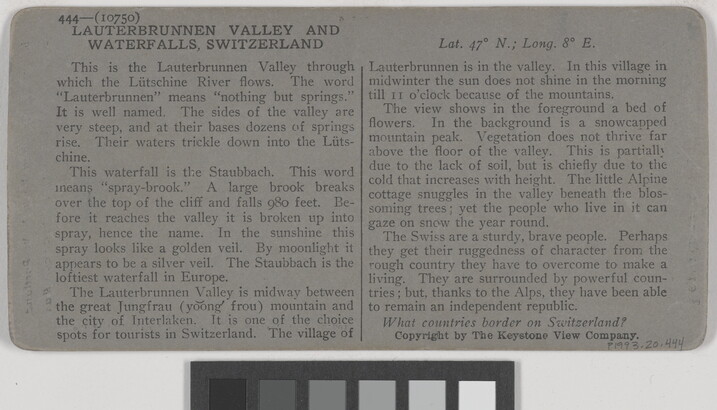 444—(10750)
LAUTERBRUNNEN VALLEY AND
WATERFALLS, SWITZERLAND
This is the Lauterbrunnen Valley through
which the Lütschine River flows. The word
"Lauterbrunnen" means "nothing but springs."
It is well named. The sides of the valley are
very steep, and at their bases dozens of springs
rise. Their waters trickle down into the Lüts-
chine.
This waterfall is the Staubbach. This word
means "spray-brook." A large brook breaks
over the top of the cliff and falls 980 feet. Be-
fore it reaches the valley it is broken up into
spray, hence the name. In the sunshine this
spray looks like a golden veil. By moonlight it
appears to be a silver veil. The Staubbach is the
loftiest waterfall in Europe.
The Lauterbrunnen Valley is midway between
the great Jungfrau (yŏŏng′ frou) mountain and
the city of Interlaken. It is one of the choice
spots for tourists in Switzerland. The village of
Lat. 47° N.; Long. 8° E.
Lauterbrunnen is in the valley. In this village in
midwinter the sun does not shine in the morning
till 11 o'clock because of the mountains.
The view shows in the foreground a bed of
flowers. In the background is a snowcapped
mountain peak. Vegetation does not thrive far
above the floor of the valley. This is partially
due to the lack of soil, but is chiefly due to the
cold that increases with height. The little Alpine
cottage snuggles in the valley beneath the blos-
soming trees; yet the people who live in it can
gaze on snow the year round.
The Swiss are a sturdy, brave people. Perhaps
they get their ruggedness of character from the
rough country they have to overcome to make a
living. They are surrounded by powerful coun-
tries; but, thanks to the Alps, they have been able
to remain an independent republic.
What countries border on Switzerland?
Copyright by The Keystone View Company.
P1993.20.444